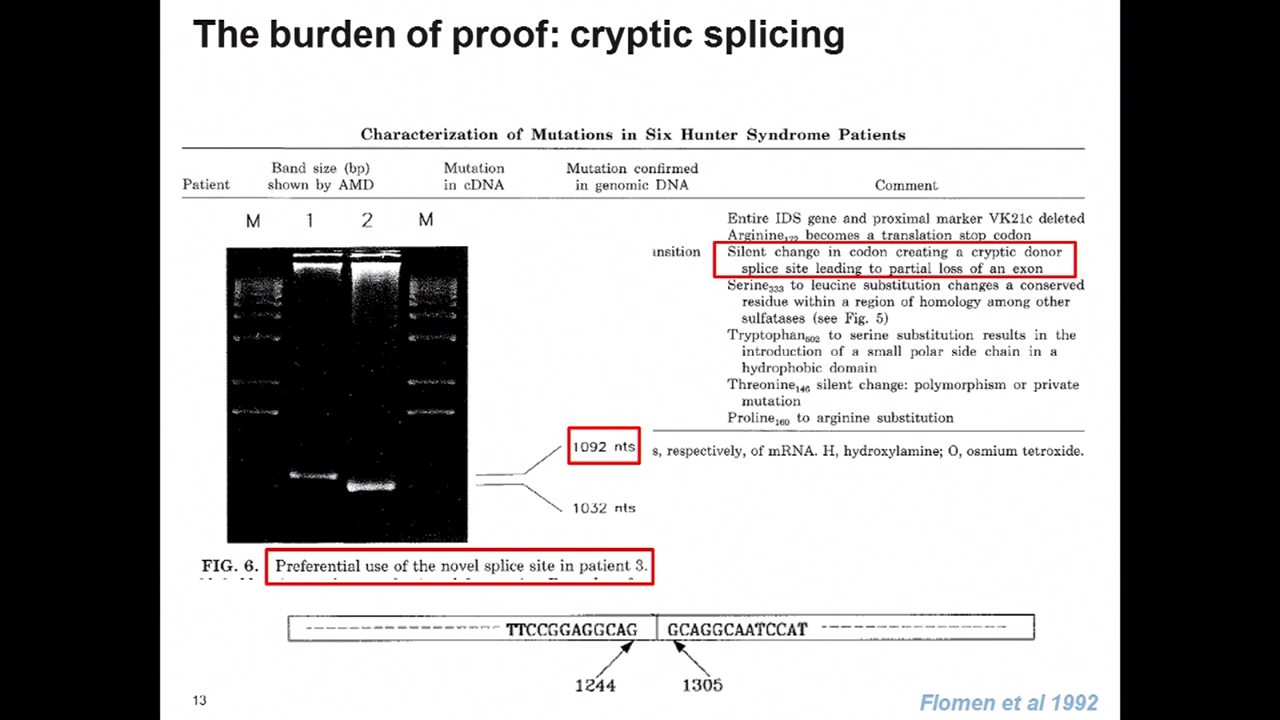 The burden of proof: cryptic splicing
Characterization of Mutations in Six Hunter Syndrome Patients
Patient
Band size (bp)
shown by AMD
Mutation
in cDNA
Mutation confirmed
in genomic DNA
Comment
M 1 2 M
Entire IDS gene and proximal marker VK21c deleted
Arginine172 becomes a translation stop codon
Silent change in codon creating a cryptic donor
splice site leading to partial loss of an exon
Serine333 to leucine substitution changes a conserved
residue within a region of homology among other
sulfatases (see Fig. 5)
Tryptophan502 to serine substitution results in the
introduction of a small polar side chain in a
hydrophobic domain
Threonine146 silent change: polymorphism or private
mutation
Proline160 to arginine substitution
1092 nts
s, respectively, of mRNA. H, hydroxylamine; O, osmium tetroxide.
1032 nts
FIG. 6. Preferential use of the novel splice site in patient 3.
TTCCGGAGGCAG GCAGGCAATCCAT
1244 1305
13
Flomen et al 1992